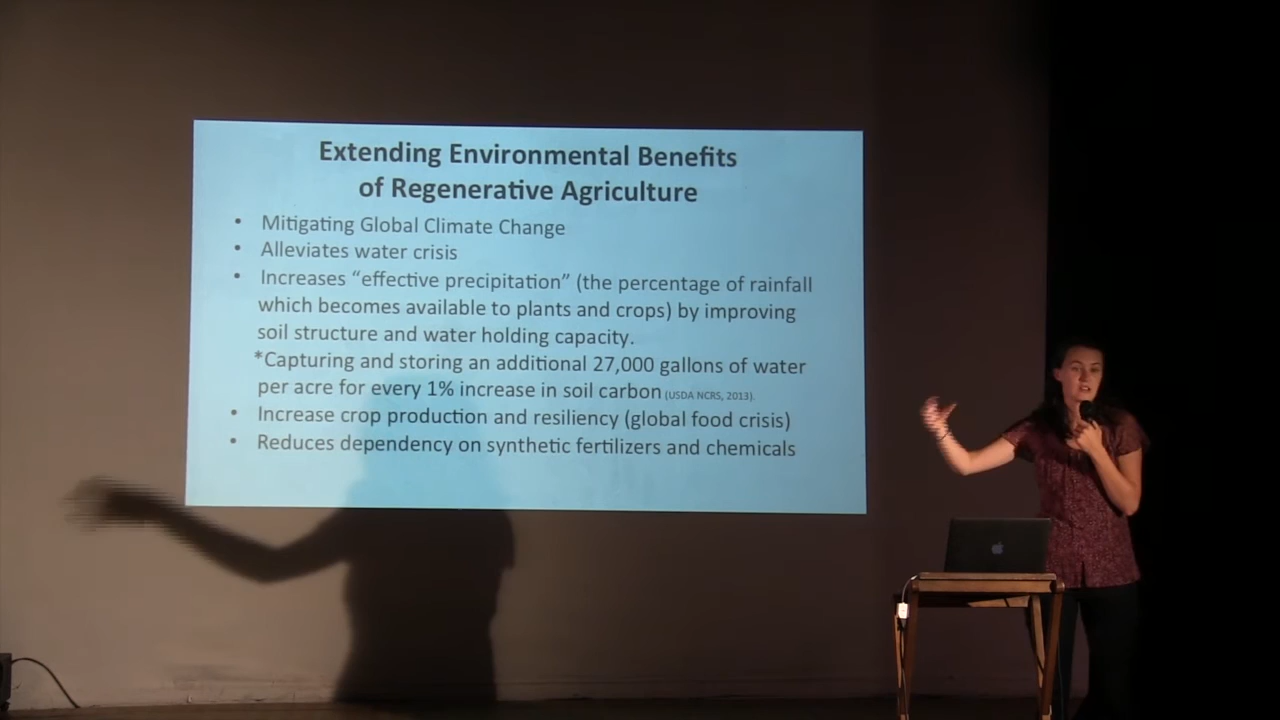 Extending Environmental Benefits
of Regenerative Agriculture
• Mitigating Global Climate Change
• Alleviates water crisis
• Increases “effective precipitation” (the percentage of rainfall
which becomes available to plants and crops) by improving
soil structure and water holding capacity.
*Capturing and storing an additional 27,000 gallons of water
per acre for every 1% increase in soil carbon (USDA NCRS, 2013).
• Increase crop production and resiliency (global food crisis)
• Reduces dependency on synthetic fertilizers and chemicals